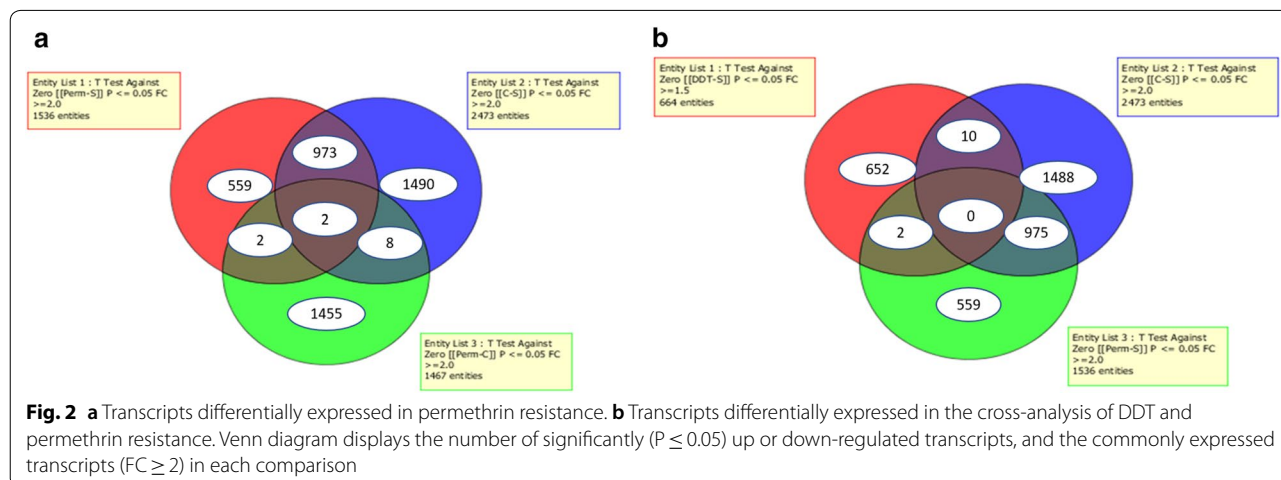 a
Entity List 1 : T Test Against
Zero [[Perm-S]] P <= 0.05 FC
>=2.0
1536 entities
Entity List 2 : T Test Against
Zero [[C-S]] P <= 0.05 FC
>=2.0
2473 entities
973
559
1490
2
2
8
1455
Entity List 3 : T Test Against
Zero [[Perm-C]] P <= 0.05 FC
>=2.0
1467 entities
b
Entity List 1 : T Test Against
Zero [[DDT-S]] P <= 0.05 FC
>=1.5
664 entities
Entity List 2 : T Test Against
Zero [[C-S]] P <= 0.05 FC
>=2.0
2473 entities
10
652
1488
0
2
975
559
Entity List 3 : T Test Against
Zero [[Perm-S]] P <= 0.05 FC
>=2.0
1536 entities
Fig. 2 a Transcripts differentially expressed in permethrin resistance. b Transcripts differentially expressed in the cross-analysis of DDT and
permethrin resistance. Venn diagram displays the number of significantly (P ≤ 0.05) up or down-regulated transcripts, and the commonly expressed
transcripts (FC ≥ 2) in each comparison